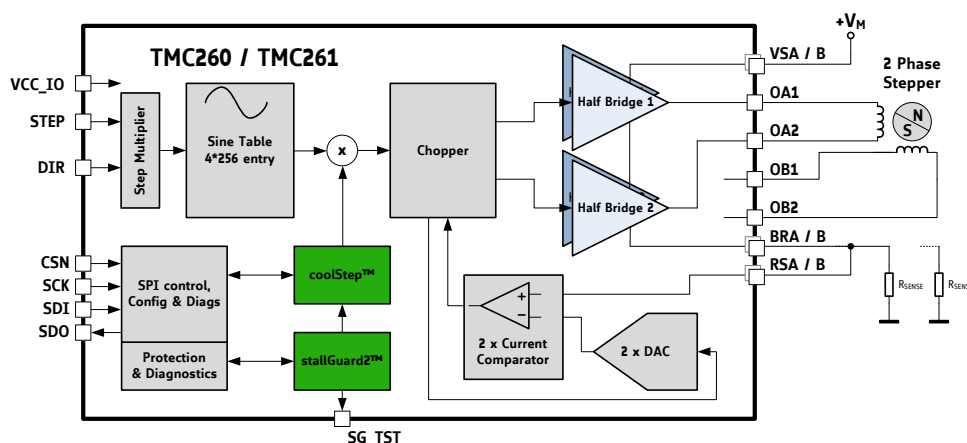 +VM
TMC260 / TMC261
VSA / B
2 Phase
Stepper
VCC_IO
STEP
DIR
Step Multiplier
Sine Table
4*256 entry
x
Chopper
Half Bridge 1
Half Bridge 2
OA1
OA2
N
S
OB1
OB2
BRA / B
RSA / B
CSN
SCK
SDI
SDO
SPI control,
Config & Diags
Protection
& Diagnostics
coolStep™
stallGuard2™
+
−
2 x Current
Comparator
2 x DAC
RSENSE
RSENS
SG_TST